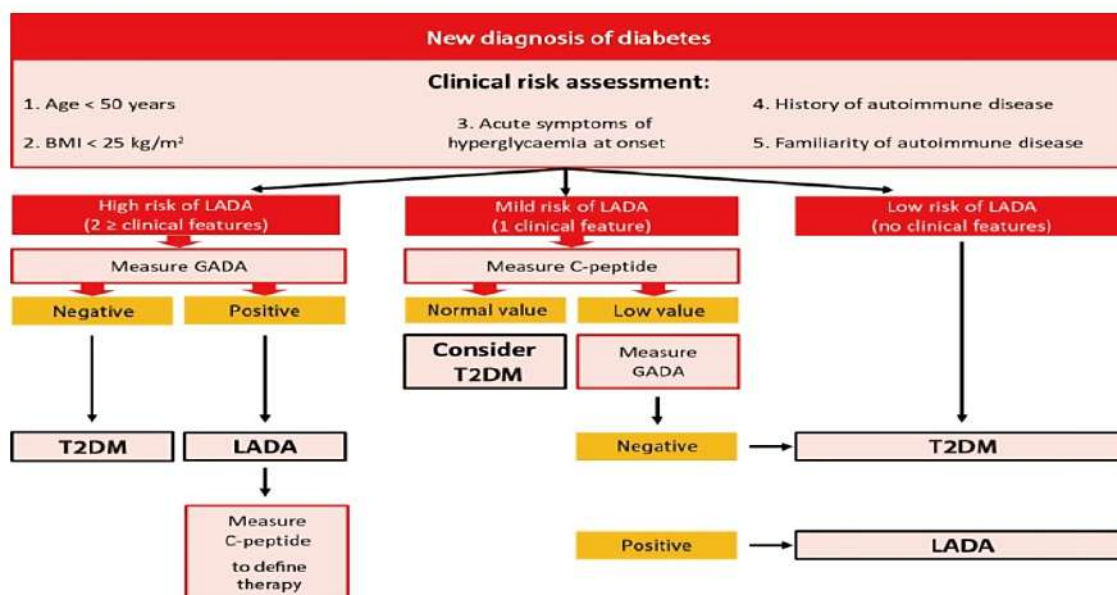 New diagnosis of diabetes
Clinical risk assessment:
1. Age < 50 years
2. BMI < 25 kg/m²
3. Acute symptoms of
hyperglycaemia at onset
4. History of autoimmune disease
5. Familiarity of autoimmune disease
High risk of LADA
(2 ≥ clinical features)
Measure GADA
Negative
Positive
T2DM
LADA
Measure
C-peptide
to define
therapy
Mild risk of LADA
(1 clinical feature)
Measure C-peptide
Normal value
Low value
Consider
T2DM
Measure
GADA
Negative
Positive
Low risk of LADA
(no clinical features)
T2DM
LADA